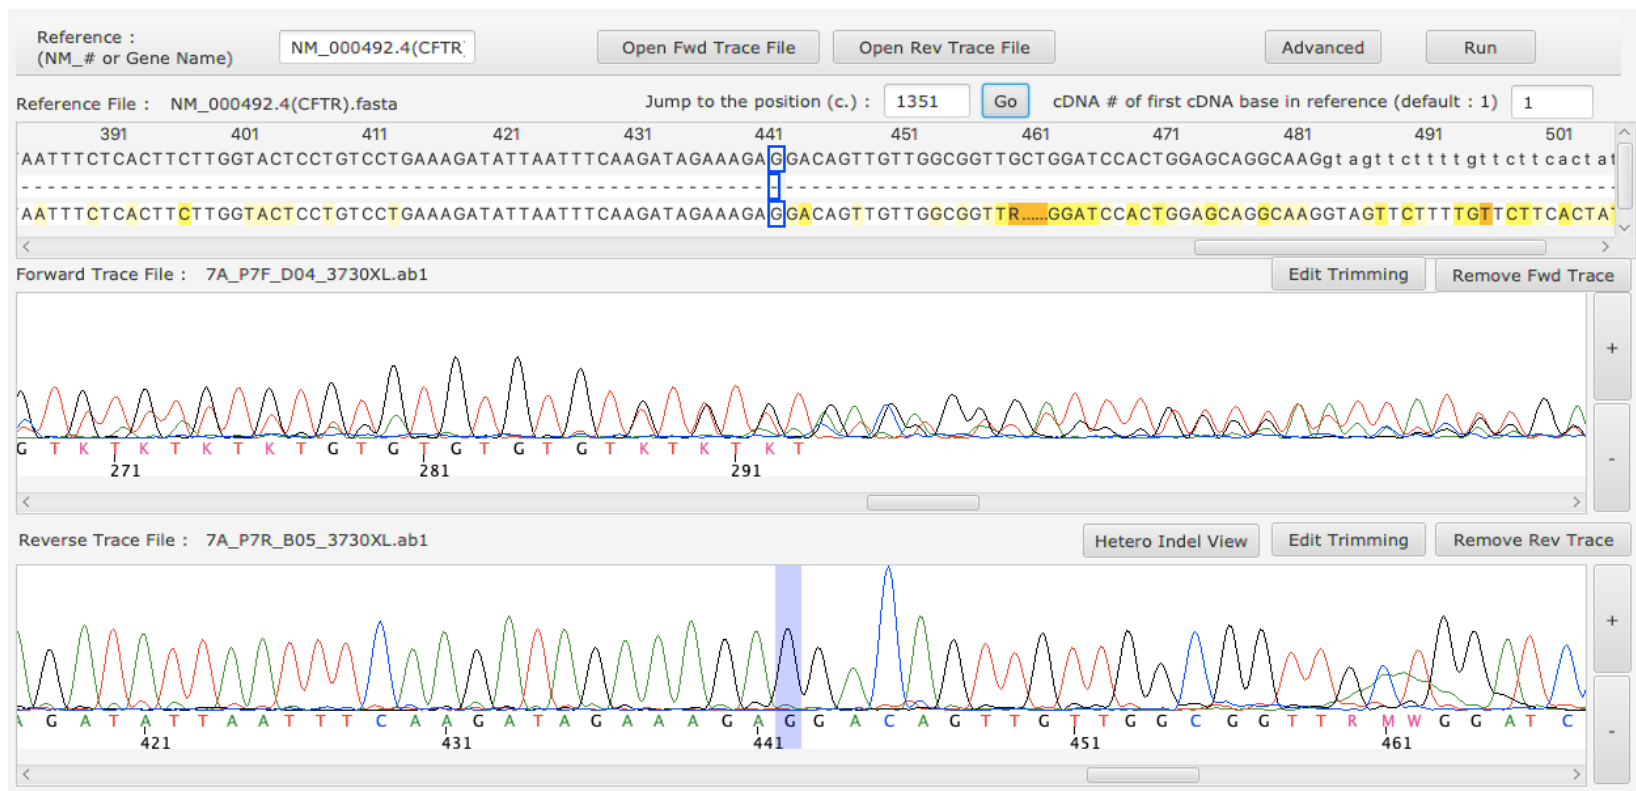 Reference :
(NM_# or Gene Name)
NM_000492.4(CFTR)
Open Fwd Trace File
Open Rev Trace File
Advanced
Run
Reference File : NM_000492.4(CFTR).fasta
Jump to the position (c.) : 1351 Go
cDNA # of first cDNA base in reference (default : 1) 1
391 401 411 421 431 441 451 461 471 481 491 501
AATTTCTCACTTCTTGGTACTCCTGTCCTGAAAGATATTAATTTCAAGATAGAAAGAGGACAGTTGTTGGCGGTTGCTGGATCCACTGGAGCAGGCAAGgtagttcttttgttcttcactat
AATTTCTCACTTCTTGGTACTCCTGTCCTGAAAGATATTAATTTCAAGATAGAAAGAGGACAGTTGTTGGCGGTTR.....GGATCCACTGGAGCAGGCAAGGTAGTTCTTTTGTTCTTCACTAT
Forward Trace File : 7A_P7F_D04_3730XL.ab1
Edit Trimming
Remove Fwd Trace
+
G T K T K T K T K T G T G T G T G T G T K T K T K T
271 281 291
-
Reverse Trace File : 7A_P7R_B05_3730XL.ab1
Hetero Indel View
Edit Trimming
Remove Rev Trace
+
A G A T A T T A A T T T C A A G A T A G A A A G A G G A C A G T T G T T G G C G G T T R M W G G A T C
421 431 441 451 461
-